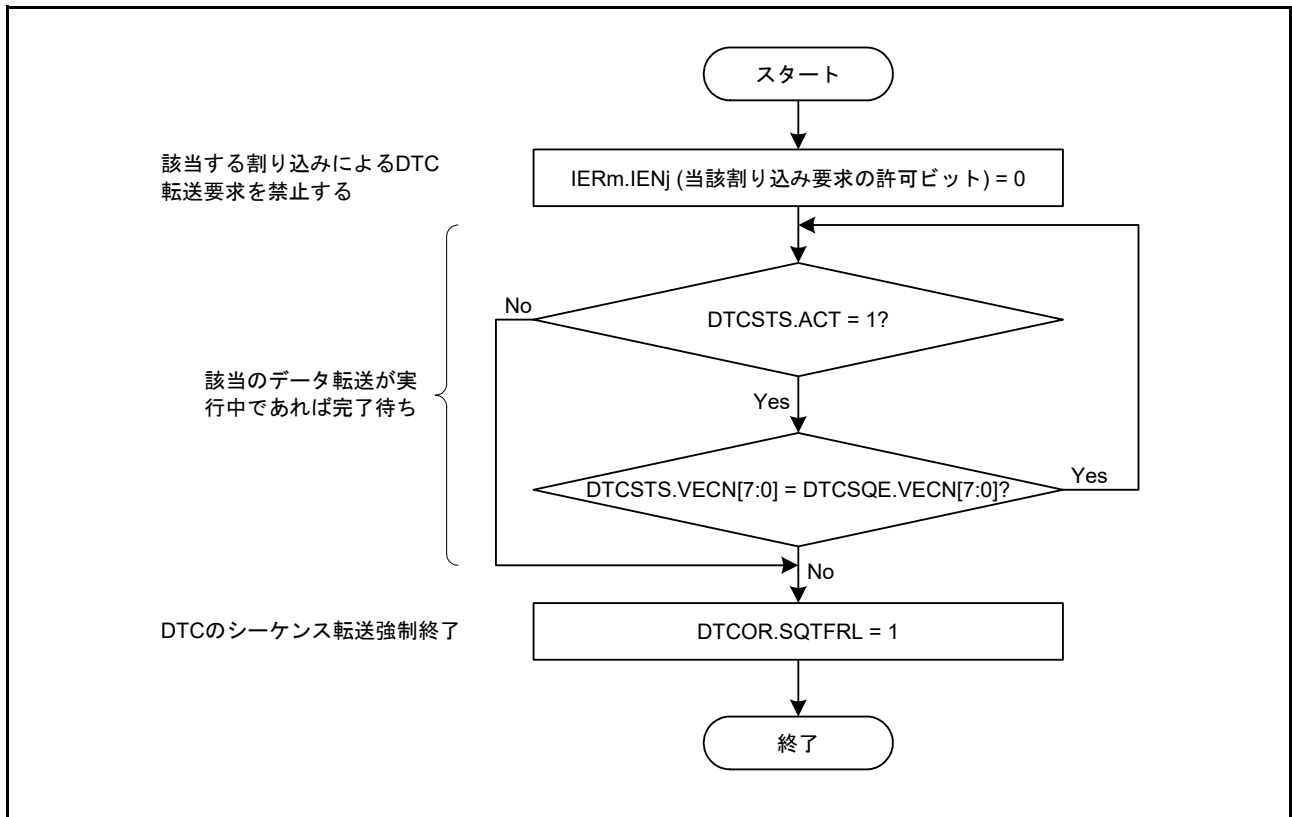 スタート
該当する割り込みによるDTC
転送要求を禁止する
IERm.IENj (当該割り込み要求の許可ビット) = 0
No
DTCSTS.ACT = 1?
該当のデータ転送が実
行中であれば完了待ち
Yes
DTCSTS.VECN[7:0] = DTCSQE.VECN[7:0]?
Yes
No
DTCのシーケンス転送強制終了
DTCOR.SQTFRL = 1
終了